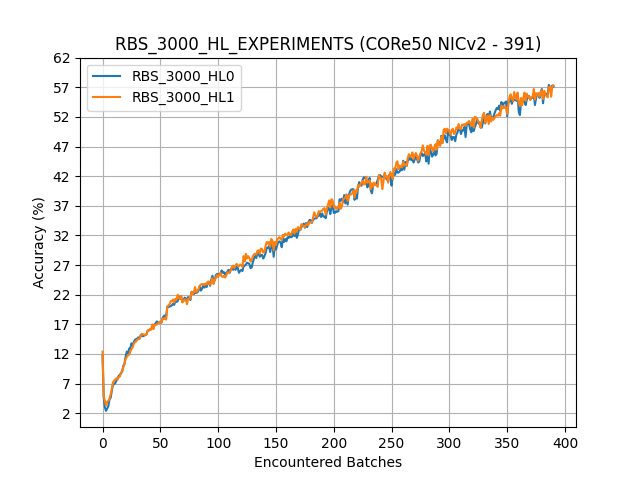 RBS_3000_HL_EXPERIMENTS (CORe50 NICv2 - 391)
RBS_3000_HL0
RBS_3000_HL1
62
57
52
47
42
37
32
27
22
17
12
7
2
Accuracy (%)
0 50 100 150 200 250 300 350 400
Encountered Batches